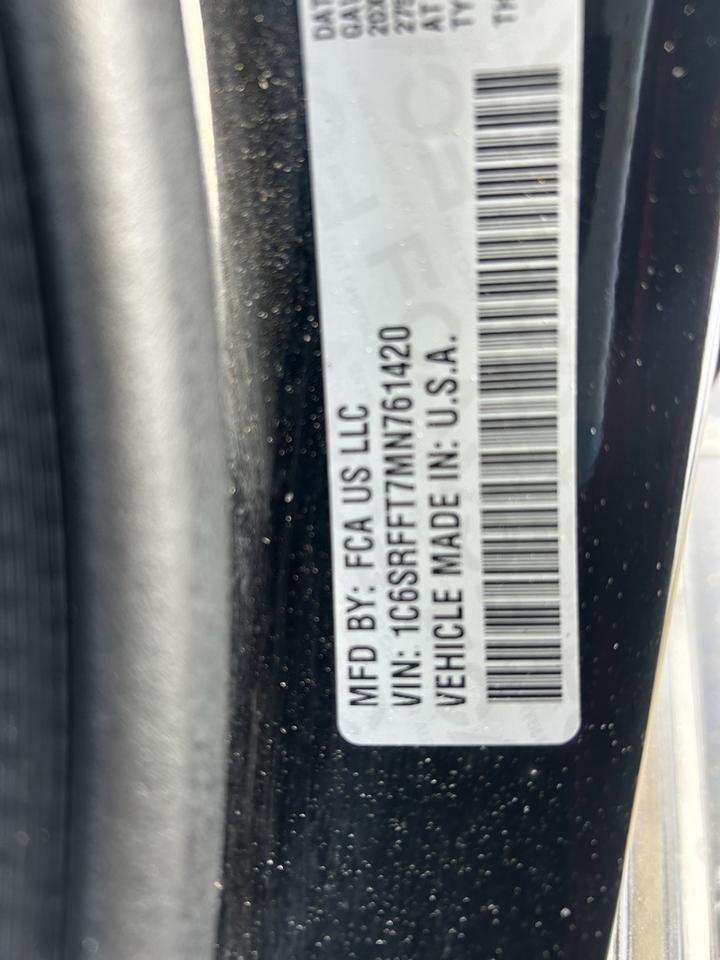 MFD BY: FCA US LLC
VIN: 1C6SRFFT7MN761420
VEHICLE MADE IN: U.S.A.